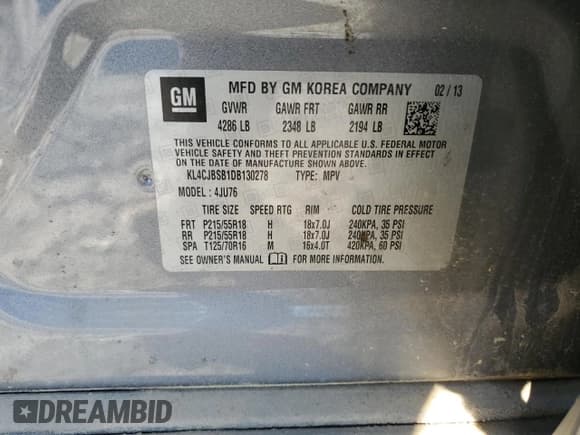 GM
MFD BY GM KOREA COMPANY 02 / 13
GVWR GAWR FRT GAWR RR
4286 LB 2348 LB 2194 LB
THIS VEHICLE CONFORMS TO ALL APPLICABLE U.S. FEDERAL MOTOR
VEHICLE SAFETY AND THEFT PREVENTION STANDARDS IN EFFECT
ON THE DATE OF MANUFACTURE SHOWN ABOVE.
KL4CJBSB1DB130278 TYPE: MPV
MODEL : 4JU76
TIRE SIZE SPEED RTG RIM COLD TIRE PRESSURE
FRT P215/55R18 H 18x7.0J 240KPA, 35 PSI
RR P215/55R18 H 18x7.0J 240KPA, 35 PSI
SPA T125/70R16 M 16x4.0T 420KPA, 60 PSI
SEE OWNER'S MANUAL FOR MORE INFORMATION.
DREAMBID